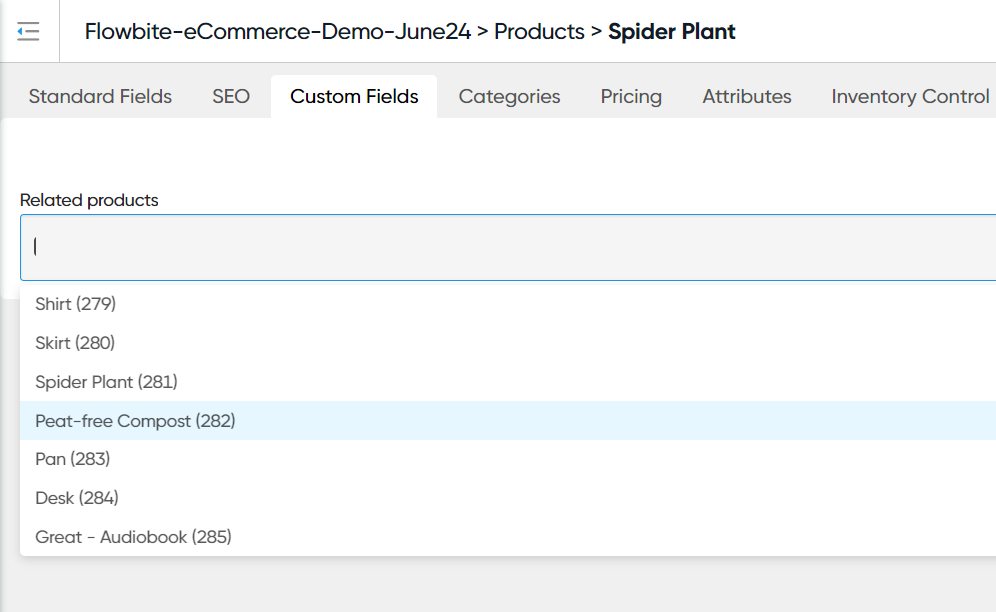 Flowbite-eCommerce-Demo-June24 > Products > Spider Plant
Standard Fields SEO Custom Fields Categories Pricing Attributes Inventory Control
Related products
Shirt (279)
Skirt (280)
Spider Plant (281)
Peat-free Compost (282)
Pan (283)
Desk (284)
Great - Audiobook (285)